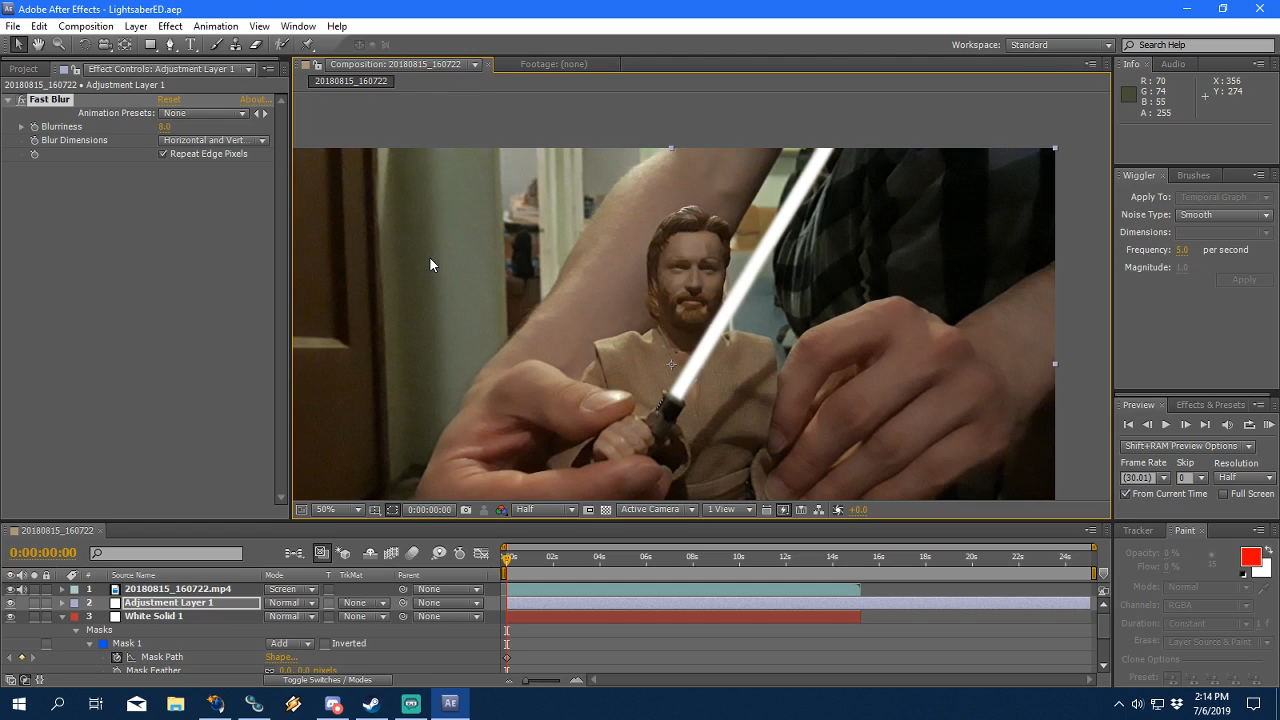 Adobe After Effects - LightsaberED.aep
File Edit Composition Layer Effect Animation View Window Help
Workspace: Standard Search Help
Project Effect Controls: Adjustment Layer 1 Composition: 20180815_160722 Footage: (none) Info Audio
20180815_160722 • Adjustment Layer 1 20180815_160722
R: 70 X: 356
G: 74 Y: 274
B: 55
A: 255
Fast Blur Reset About...
Animation Presets: None
Blurriness 8.0
Blur Dimensions Horizontal and Vert...
Repeat Edge Pixels
Wiggler Brushes
Apply To: Temporal Graph
Noise Type: Smooth
Dimensions:
Frequency: 5.0 per second
Magnitude: 1.0
Apply
Preview Effects & Presets
Shift+RAM Preview Options
Frame Rate Skip Resolution
(30.01) 0 Half
From Current Time Full Screen
50% 0:00:00:00 Half Active Camera 1 View +0.0
20180815_160722
0:00:00:00
02s 04s 06s 08s 10s 12s 14s 16s 18s 20s 22s 24s
# Source Name Mode T TrkMat Parent
1 20180815_160722.mp4 Screen None
2 Adjustment Layer 1 Normal None None
3 White Solid 1 Normal None None
Masks
Mask 1 Add Inverted
Mask Path Shape...
Mask Feather 0.0, 0.0 pixels
Toggle Switches / Modes
Tracker Paint
Opacity: 0 %
Flow: 0 % 15
Mode: Normal
Channels: RGBA
Duration: Constant
Erase: Layer Source & Paint
Clone Options
Preset:
Ae
2:14 PM
7/6/2019